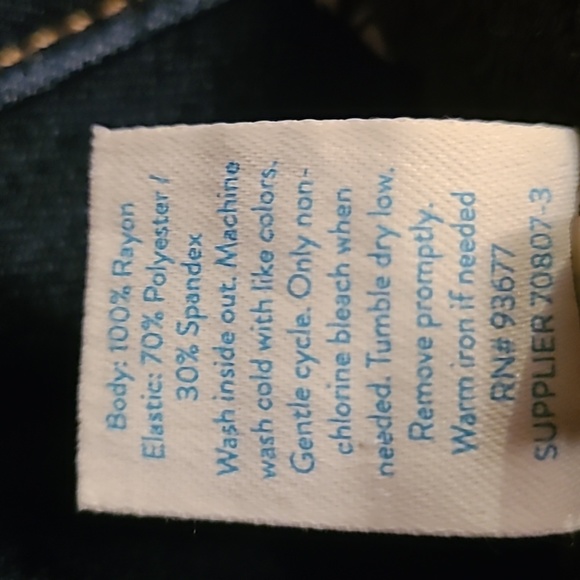 Body: 100% Rayon
Elastic: 70% Polyester /
30% Spandex
Wash inside out. Machine
wash cold with like colors.
Gentle cycle. Only non-
chlorine bleach when
needed. Tumble dry low.
Remove promptly.
Warm iron if needed
RN# 93677
SUPPLIER 70807-3